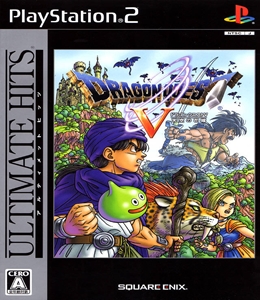 PlayStation®2
NTSC J
ULTIMATE HITS
アルティメット ヒッツ
DRAGON QUEST
V
CERO
A
SQUARE ENIX.